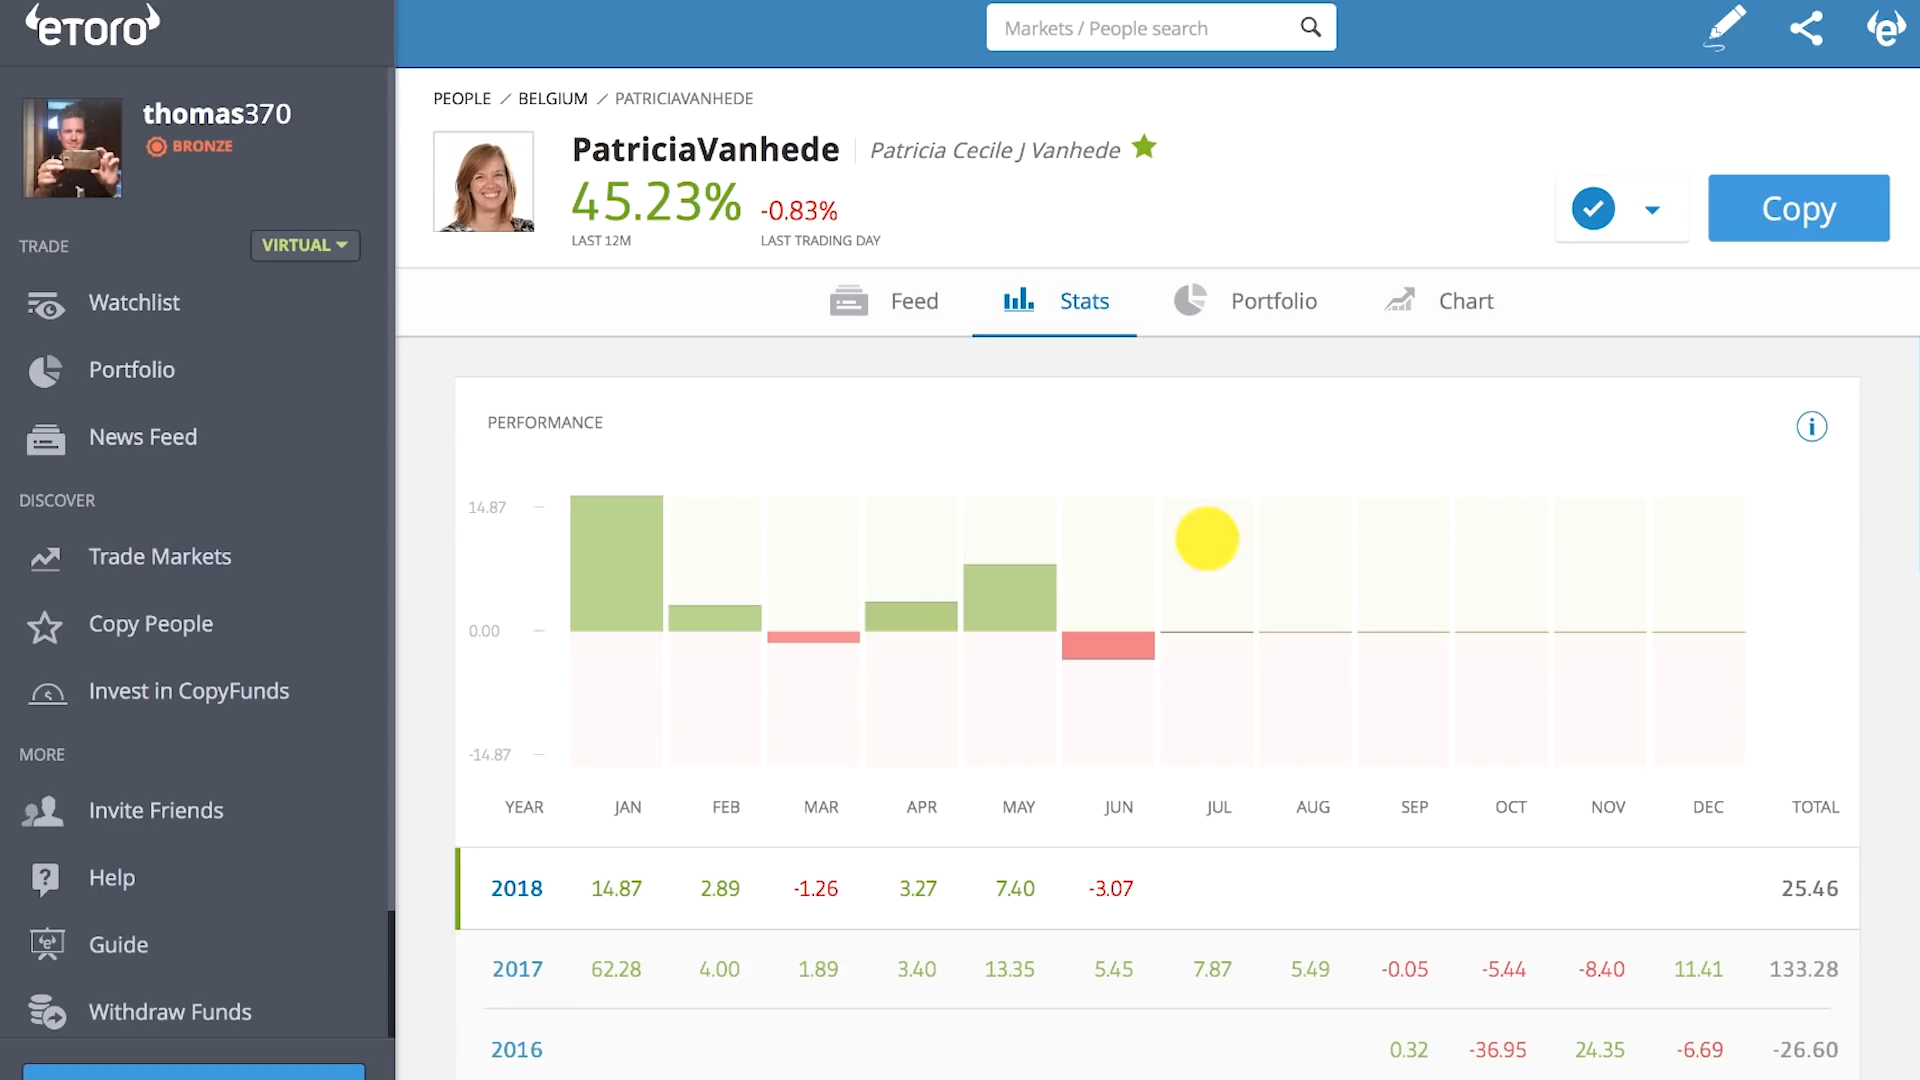 eToro
Markets / People search
thomas370
BRONZE
TRADE
VIRTUAL
Watchlist
Portfolio
News Feed
DISCOVER
Trade Markets
Copy People
Invest in CopyFunds
MORE
Invite Friends
Help
Guide
Withdraw Funds
PEOPLE / BELGIUM / PATRICIAVANHEDE
PatriciaVanhede
Patricia Cecile J Vanhede
45.23% -0.83%
LAST 12M LAST TRADING DAY
Copy
Feed Stats Portfolio Chart
PERFORMANCE
14.87
0.00
-14.87
YEAR JAN FEB MAR APR MAY JUN JUL AUG SEP OCT NOV DEC TOTAL
2018 14.87 2.89 -1.26 3.27 7.40 -3.07 25.46
2017 62.28 4.00 1.89 3.40 13.35 5.45 7.87 5.49 -0.05 -5.44 -8.40 11.41 133.28
2016 0.32 -36.95 24.35 -6.69 -26.60